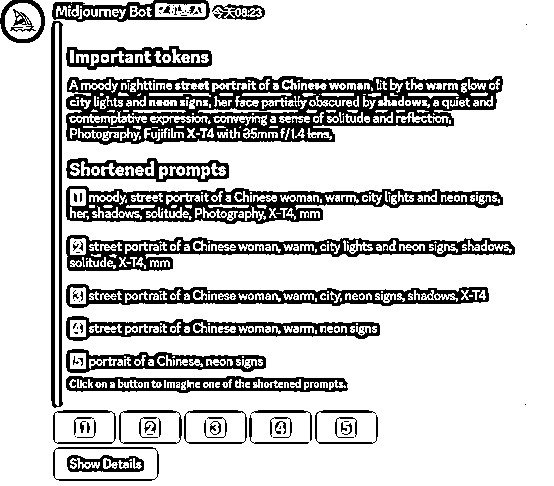 Midjourney Bot ✓机器人 今天08:23
Important tokens
A moody nighttime street portrait of a Chinese woman, lit by the warm glow of
city lights and neon signs, her face partially obscured by shadows, a quiet and
contemplative expression, conveying a sense of solitude and reflection,
Photography, Fujifilm X-T4 with 35mm f/1.4 lens,
Shortened prompts
1 moody, street portrait of a Chinese woman, warm, city lights and neon signs,
her, shadows, solitude, Photography, X-T4, mm
2 street portrait of a Chinese woman, warm, city lights and neon signs, shadows,
solitude, X-T4, mm
3 street portrait of a Chinese woman, warm, city, neon signs, shadows, X-T4
4 street portrait of a Chinese woman, warm, neon signs
5 portrait of a Chinese, neon signs
Click on a button to imagine one of the shortened prompts.
1 2 3 4 5
Show Details